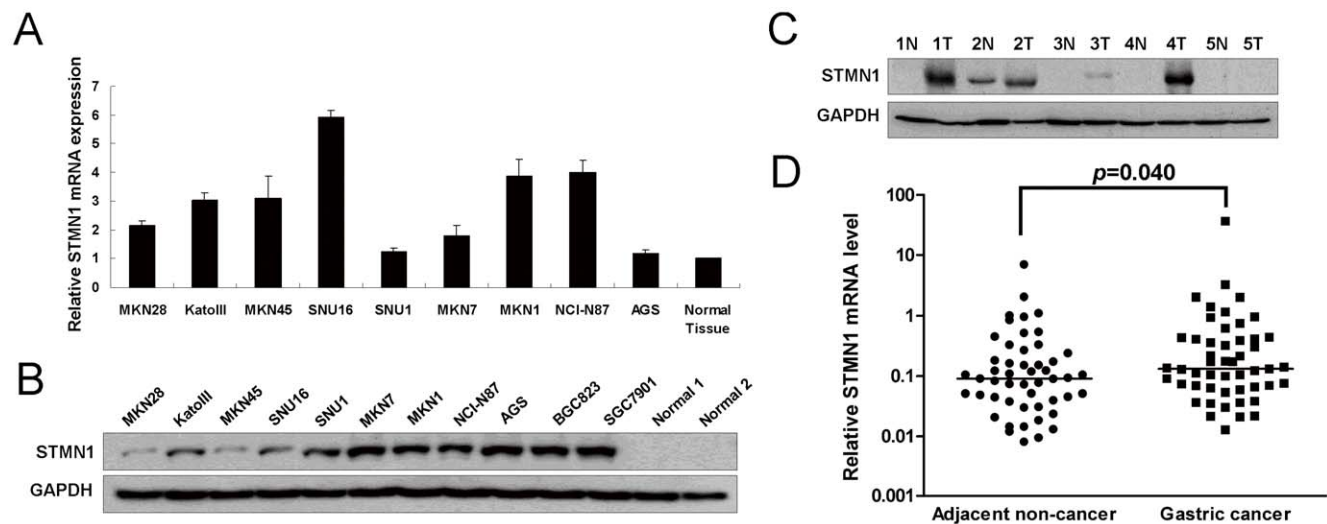 A
Relative STMN1 mRNA expression
7
6
5
4
3
2
1
0
MKN28 KatoIII MKN45 SNU16 SNU1 MKN7 MKN1 NCI-N87 AGS Normal
Tissue
B
MKN28 KatoIII MKN45 SNU16 SNU1 MKN7 MKN1 NCI-N87 AGS BGC823 SGC7901 Normal 1 Normal 2
STMN1
GAPDH
C
1N 1T 2N 2T 3N 3T 4N 4T 5N 5T
STMN1
GAPDH
D
p=0.040
Relative STMN1 mRNA level
100
10
1
0.1
0.01
0.001
Adjacent non-cancer Gastric cancer